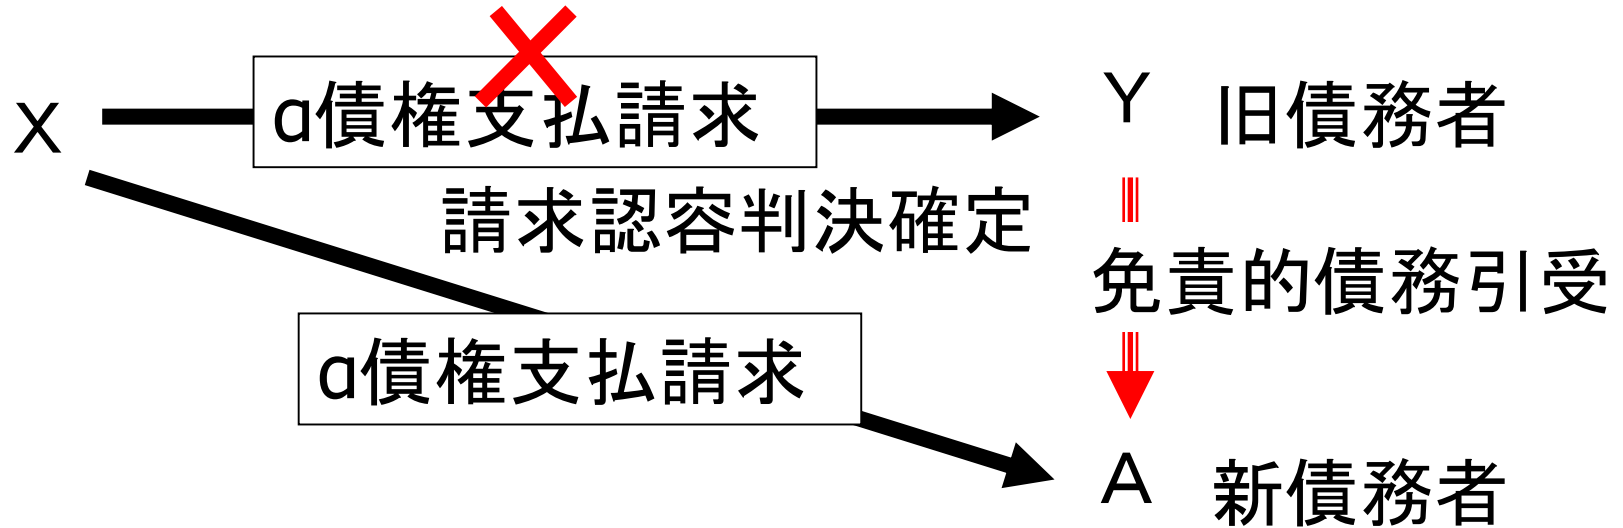 X
α債権支払請求
Y 旧債務者
請求認容判決確定
免責的債務引受
α債権支払請求
A 新債務者